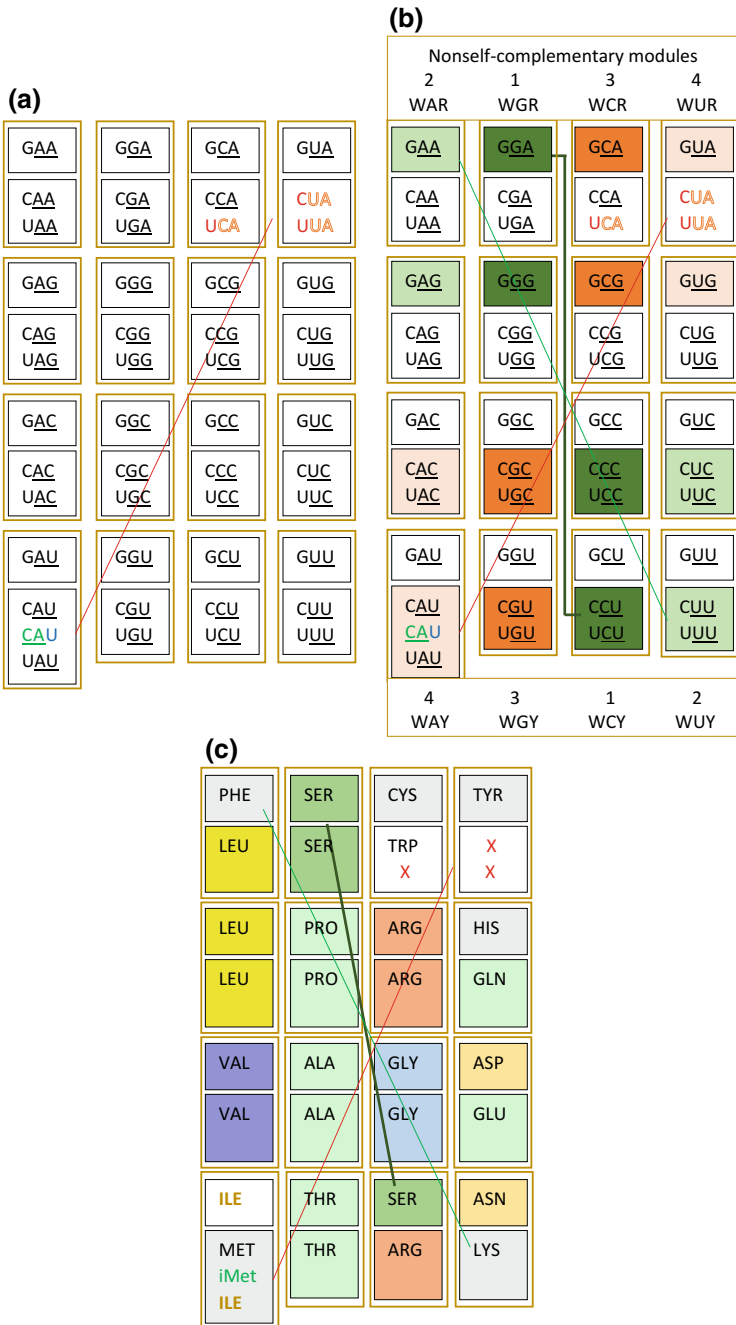 (a)
GAA GGA GCA GUA
CAA CGA CCA CUA
UAA UGA UCA UUA
GAG GGG GCG GUG
CAG CGG CCG CUG
UAG UGG UCG UUG
GAC GGC GCC GUC
CAC CGC CCC CUC
UAC UGC UCC UUC
GAU GGU GCU GUU
CAU CGU CCU CUU
CAU UGU UCU UUU
UAU
(b)
Nonself-complementary modules
2 1 3 4
WAR WGR WCR WUR
GAA GGA GCA GUA
CAA CGA CCA CUA
UAA UGA UCA UUA
GAG GGG GCG GUG
CAG CGG CCG CUG
UAG UGG UCG UUG
GAC GGC GCC GUC
CAC CGC CCC CUC
UAC UGC UCC UUC
GAU GGU GCU GUU
CAU CGU CCU CUU
CAU UGU UCU UUU
UAU
4 3 1 2
WAY WGY WCY WUY
(c)
PHE SER CYS TYR
LEU SER TRP X
X X
LEU PRO ARG HIS
LEU PRO ARG GLN
VAL ALA GLY ASP
VAL ALA GLY GLU
ILE THR SER ASN
MET THR ARG LYS
iMet
ILE